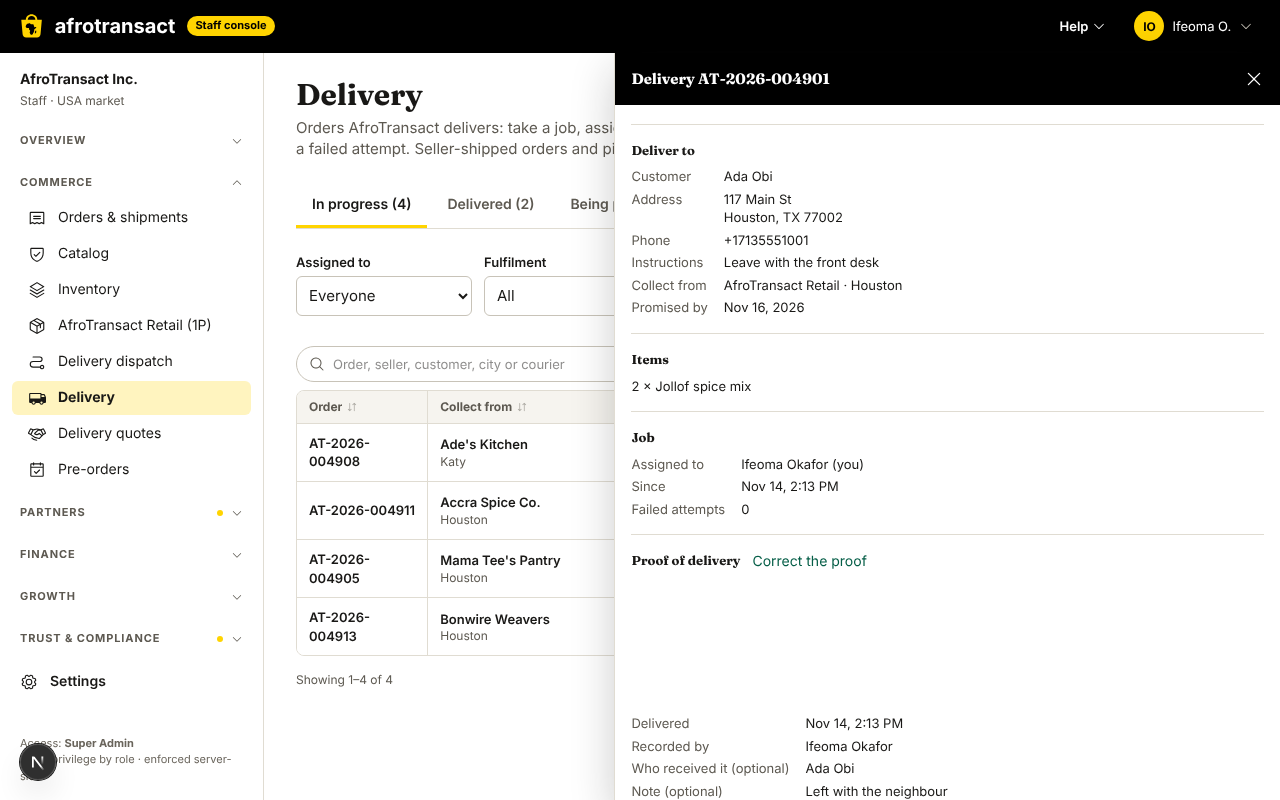 afrotransact
Staff console
Help
IO
Ifeoma O.
AfroTransact Inc.
Staff · USA market
OVERVIEW
COMMERCE
Orders & shipments
Catalog
Inventory
AfroTransact Retail (1P)
Delivery dispatch
Delivery
Delivery quotes
Pre-orders
PARTNERS
FINANCE
GROWTH
TRUST & COMPLIANCE
Settings
Access: Super Admin
privilege by role · enforced server-
N
Delivery
Orders AfroTransact delivers: take a job,
a failed attempt. Seller-shipped orders and
In progress (4)
Delivered (2)
Being
Assigned to
Fulfilment
Everyone
All
Order, seller, customer, city or courier
Order
Collect from
AT-2026-
004908
Ade's Kitchen
Katy
AT-2026-004911
Accra Spice Co.
Houston
AT-2026-
004905
Mama Tee's Pantry
Houston
AT-2026-
004913
Bonwire Weavers
Houston
Showing 1–4 of 4
Delivery AT-2026-004901
Deliver to
Customer Ada Obi
Address 117 Main St
Houston, TX 77002
Phone +17135551001
Instructions Leave with the front desk
Collect from AfroTransact Retail · Houston
Promised by Nov 16, 2026
Items
2 × Jollof spice mix
Job
Assigned to Ifeoma Okafor (you)
Since Nov 14, 2:13 PM
Failed attempts 0
Proof of delivery Correct the proof
Delivered Nov 14, 2:13 PM
Recorded by Ifeoma Okafor
Who received it (optional) Ada Obi
Note (optional) Left with the neighbour